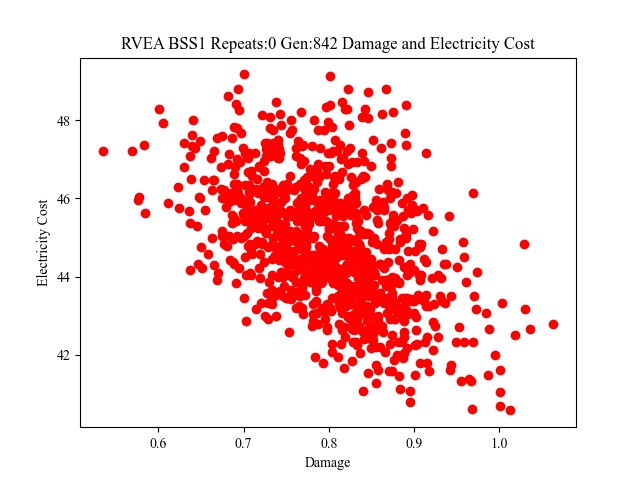 RVEA BSS1 Repeats:0 Gen:842 Damage and Electricity Cost
48
46
44
42
Electricity Cost
0.6 0.7 0.8 0.9 1.0
Damage